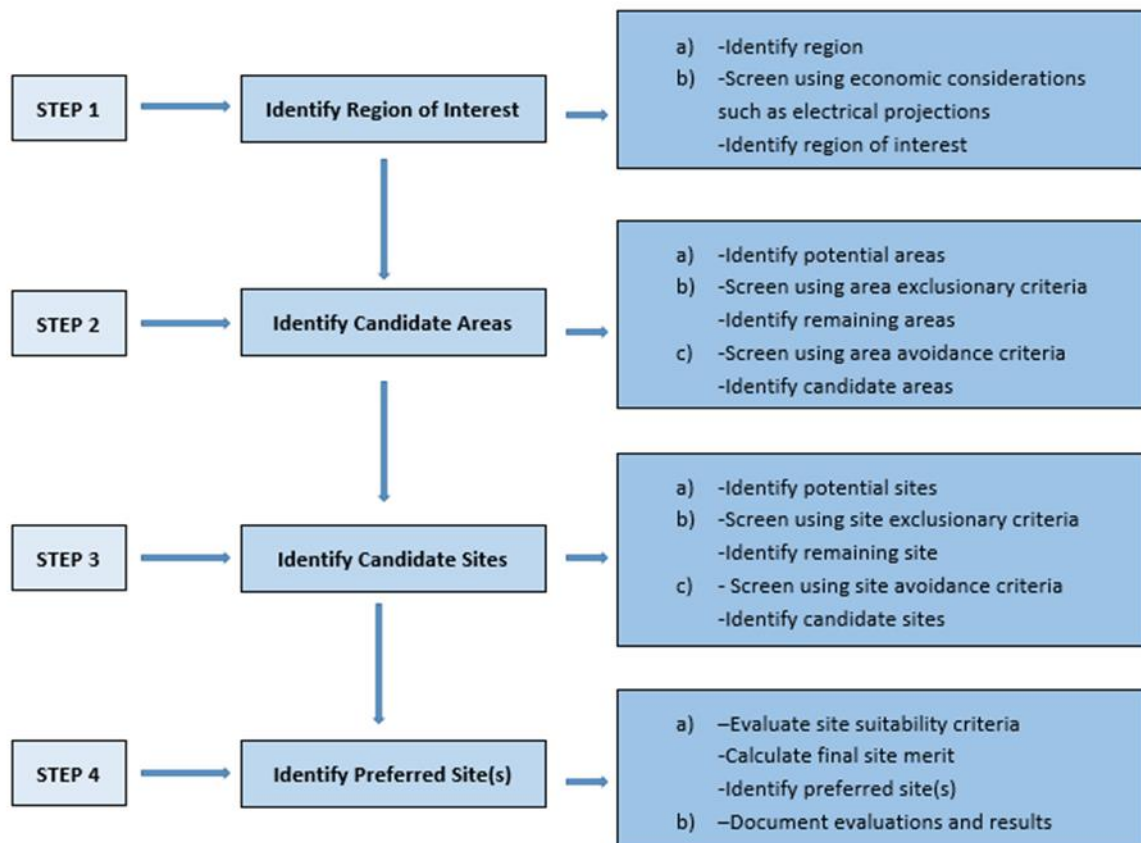 STEP 1
Identify Region of Interest
a) -Identify region
b) -Screen using economic considerations
such as electrical projections
-Identify region of interest
STEP 2
Identify Candidate Areas
a) -Identify potential areas
b) -Screen using area exclusionary criteria
-Identify remaining areas
c) -Screen using area avoidance criteria
-Identify candidate areas
STEP 3
Identify Candidate Sites
a) -Identify potential sites
b) -Screen using site exclusionary criteria
-Identify remaining site
c) - Screen using site avoidance criteria
-Identify candidate sites
STEP 4
Identify Preferred Site(s)
a) –Evaluate site suitability criteria
-Calculate final site merit
-Identify preferred site(s)
b) –Document evaluations and results